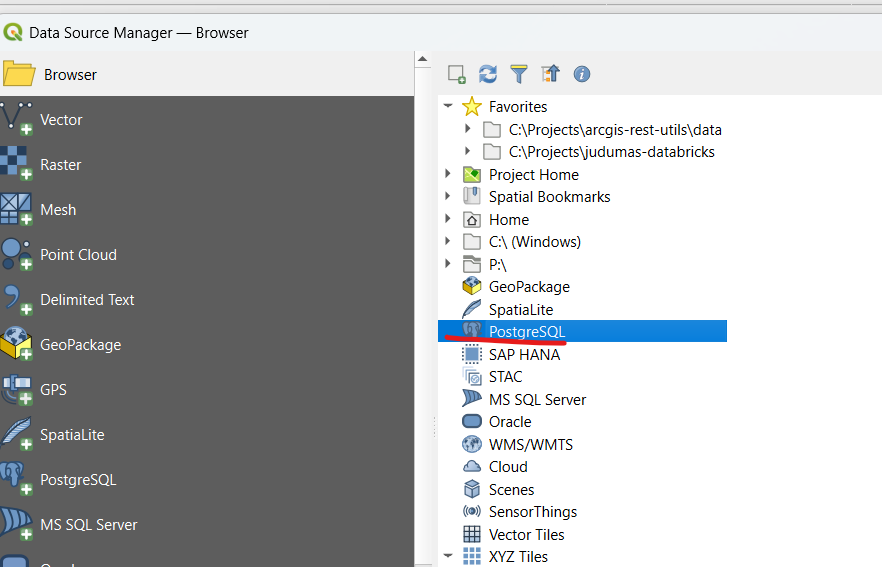 Data Source Manager — Browser
Browser
Vector
Raster
Mesh
Point Cloud
Delimited Text
GeoPackage
GPS
SpatiaLite
PostgreSQL
MS SQL Server
Favorites
C:\Projects\arcgis-rest-utils\data
C:\Projects\judumas-databricks
Project Home
Spatial Bookmarks
Home
C:\ (Windows)
P:\
GeoPackage
SpatiaLite
PostgreSQL
SAP HANA
STAC
MS SQL Server
Oracle
WMS/WMTS
Cloud
Scenes
SensorThings
Vector Tiles
XYZ Tiles